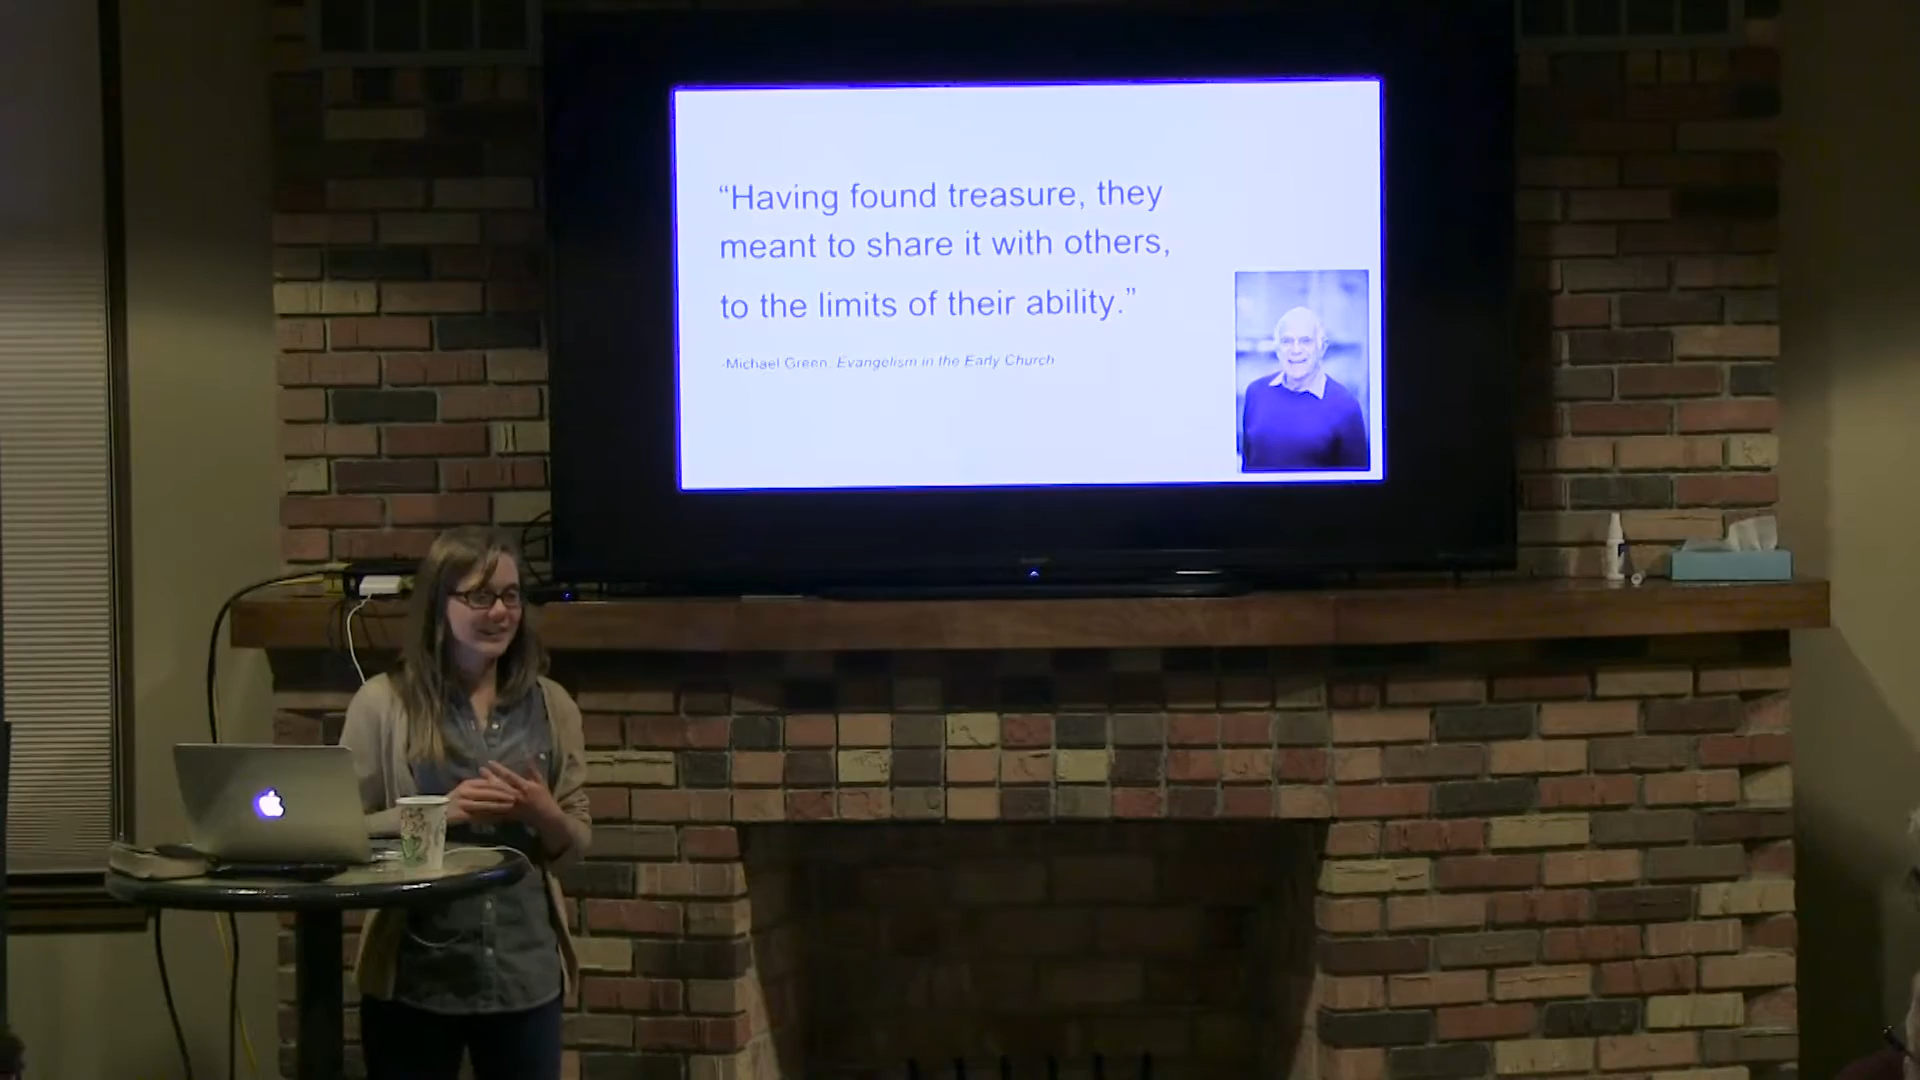 “Having found treasure, they
meant to share it with others,
to the limits of their ability.”
-Michael Green, Evangelism in the Early Church